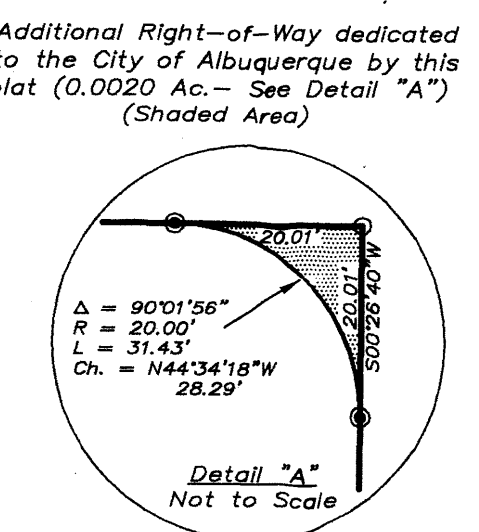 Additional Right-of-Way dedicated
to the City of Albuquerque by this
plat (0.0020 Ac.- See Detail "A")
(Shaded Area)
20.01'
20.01'
S00°26'40"W
Δ = 90°01'56"
R = 20.00'
L = 31.43'
Ch. = N44°34'18"W
28.29'
Detail "A"
Not to Scale